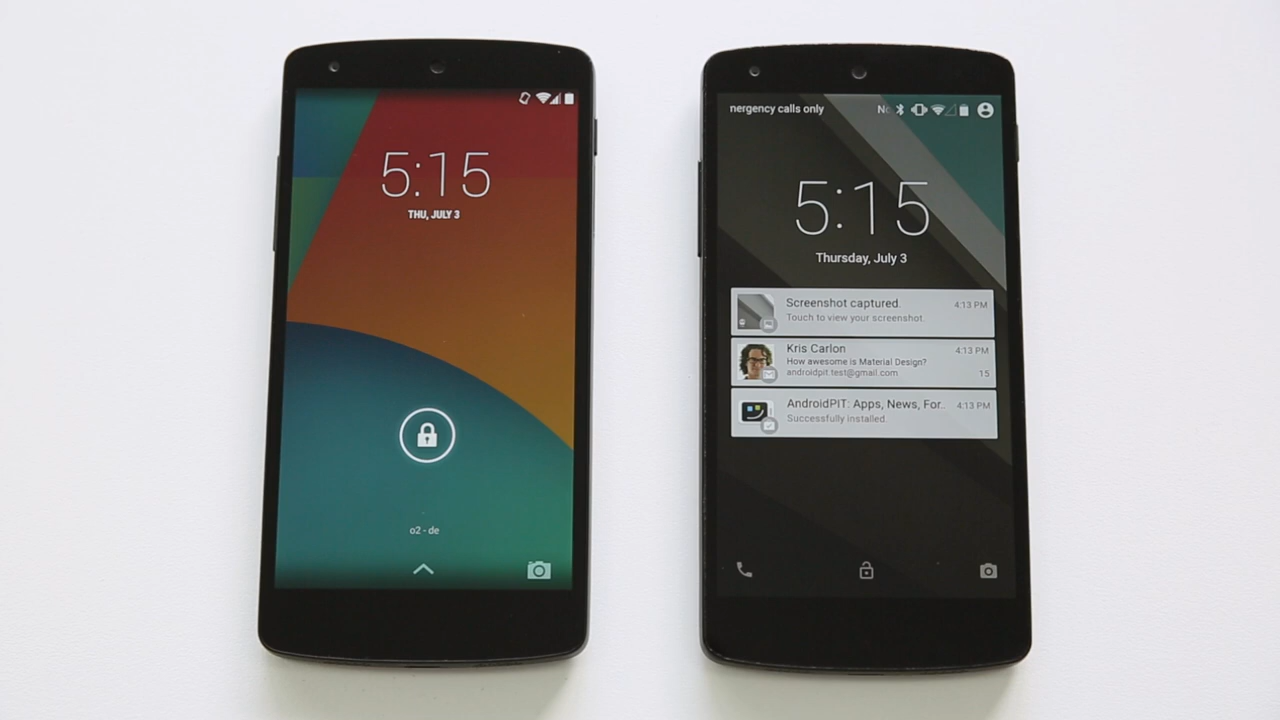 5:15
THU, JULY 3
o2 - de
nergency calls only
No
5:15
Thursday, July 3
Screenshot captured. 4:13 PM
Touch to view your screenshot.
Kris Carlon 4:13 PM
How awesome is Material Design?
androidpit.test@gmail.com 15
AndroidPIT: Apps, News, For.. 4:13 PM
Successfully installed.